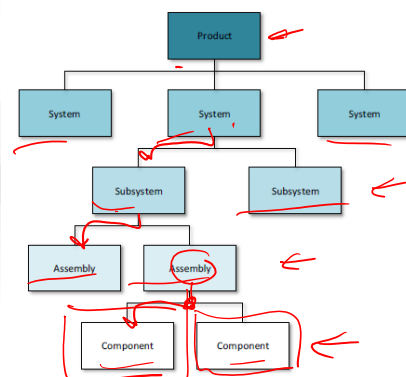 Product
System System System
Subsystem Subsystem
Assembly Assembly
Component Component